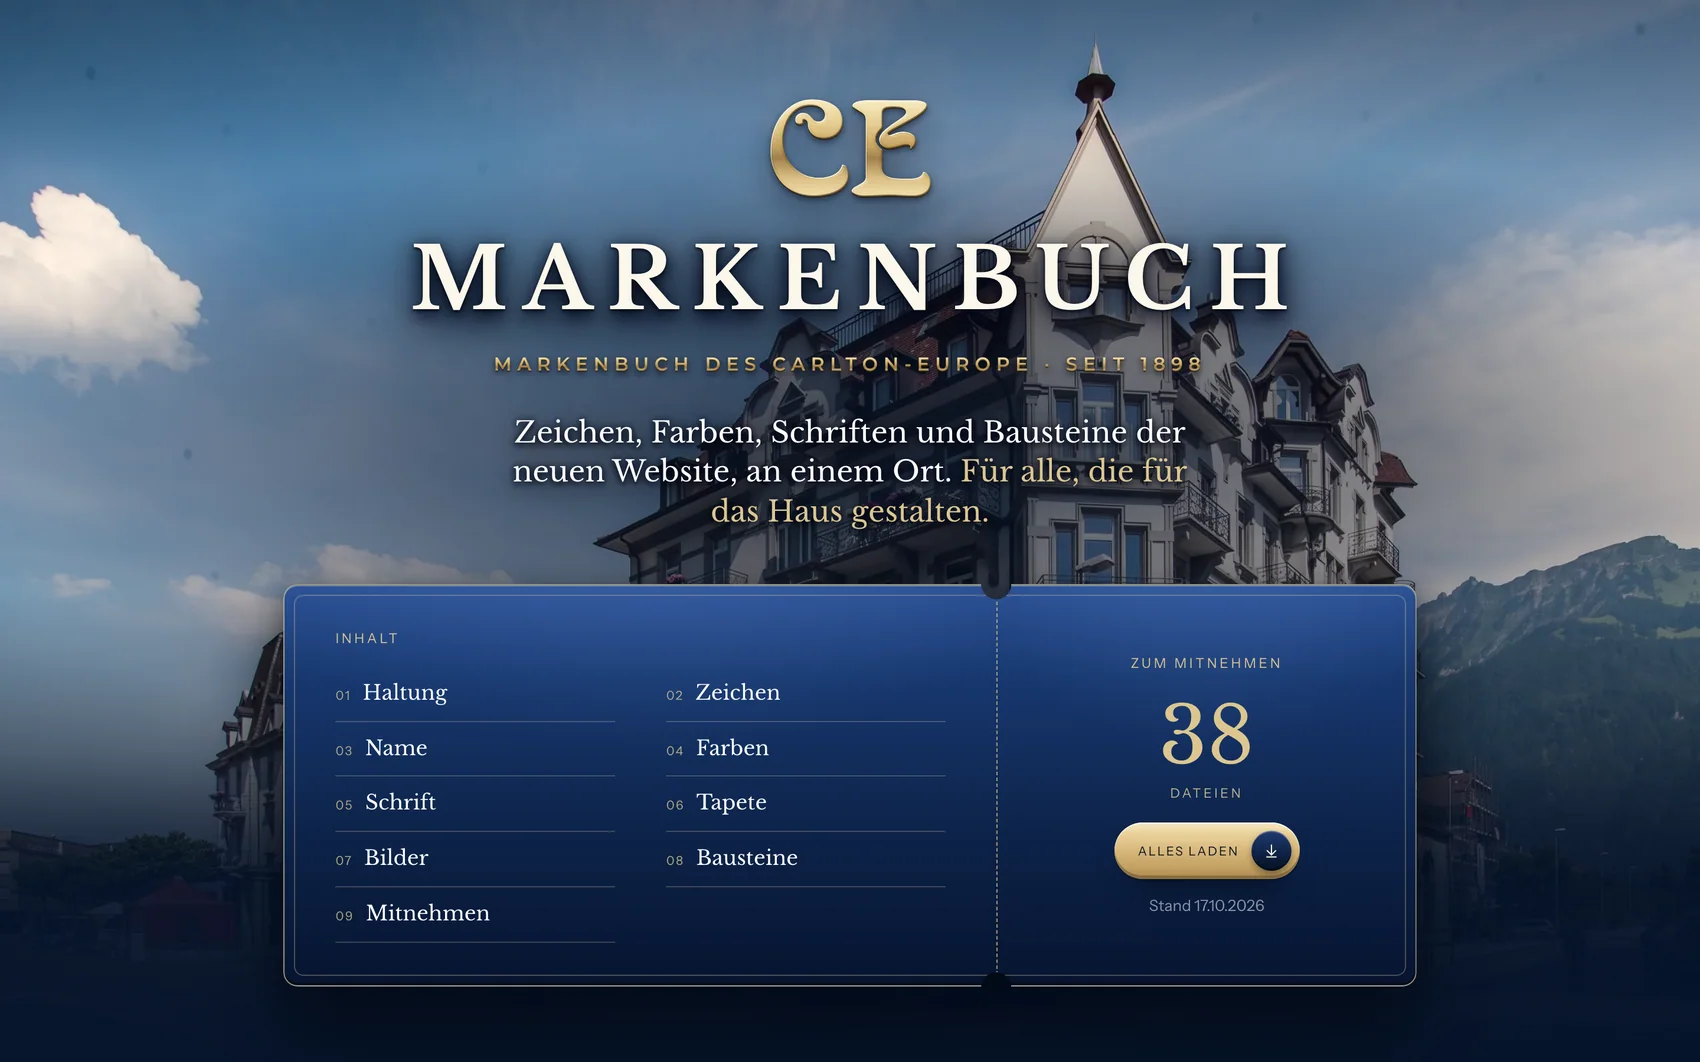 CE
MARKENBUCH
MARKENBUCH DES CARLTON-EUROPE · SEIT 1898
Zeichen, Farben, Schriften und Bausteine der
neuen Website, an einem Ort. Für alle, die für
das Haus gestalten.
INHALT
01 Haltung
02 Zeichen
03 Name
04 Farben
05 Schrift
06 Tapete
07 Bilder
08 Bausteine
09 Mitnehmen
ZUM MITNEHMEN
38
DATEIEN
ALLES LADEN
Stand 17.10.2026